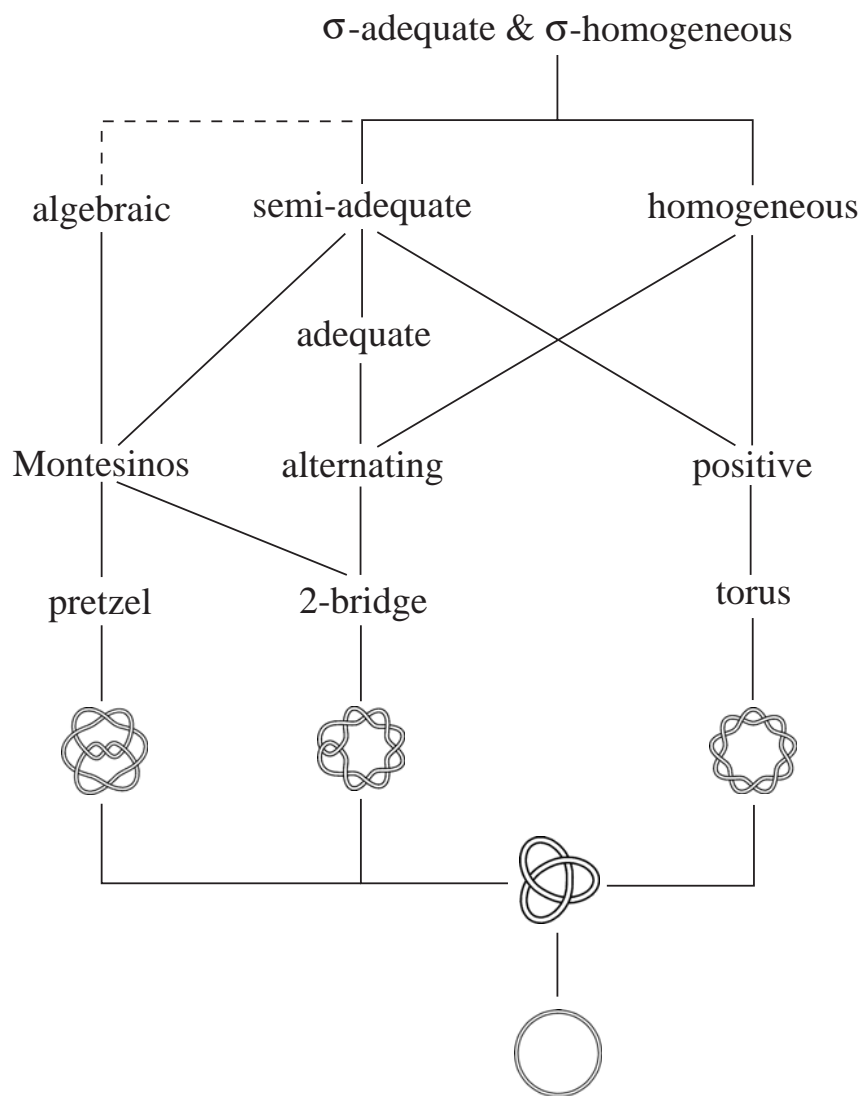 σ-adequate & σ-homogeneous
algebraic semi-adequate homogeneous
adequate
Montesinos alternating positive
pretzel 2-bridge torus